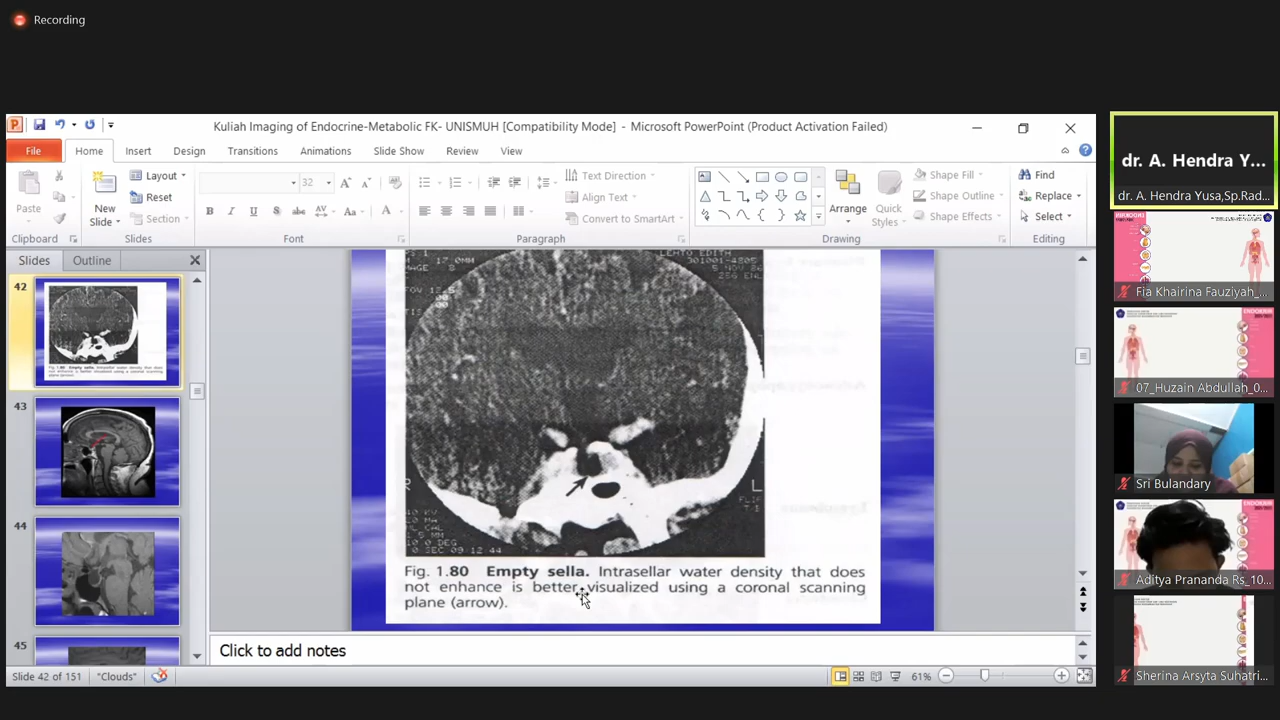 Recording
Kuliah Imaging of Endocrine-Metabolic FK- UNISMUH [Compatibility Mode] - Microsoft PowerPoint (Product Activation Failed)
File Home Insert Design Transitions Animations Slide Show Review View
Layout
Reset
Section
Paste
New
Slide
32
Text Direction
Align Text
Convert to SmartArt
Arrange
Quick
Styles
Shape Fill
Shape Outline
Shape Effects
Find
Replace
Select
Clipboard Slides Font Paragraph Drawing Editing
Slides Outline
42
43
44
45
R
L
Fig. 1.80 Empty sella. Intrasellar water density that does
not enhance is better visualized using a coronal scanning
plane (arrow).
Click to add notes
Slide 42 of 151 "Clouds" 61%
dr. A. Hendra Y...
dr. A. Hendra Yusa,Sp.Rad...
Fia Khairina Fauziyah_...
07_Huzain Abdullah_0...
Sri Bulandary
Aditya Prananda Rs_10...
Sherina Arsyta Suhatri...